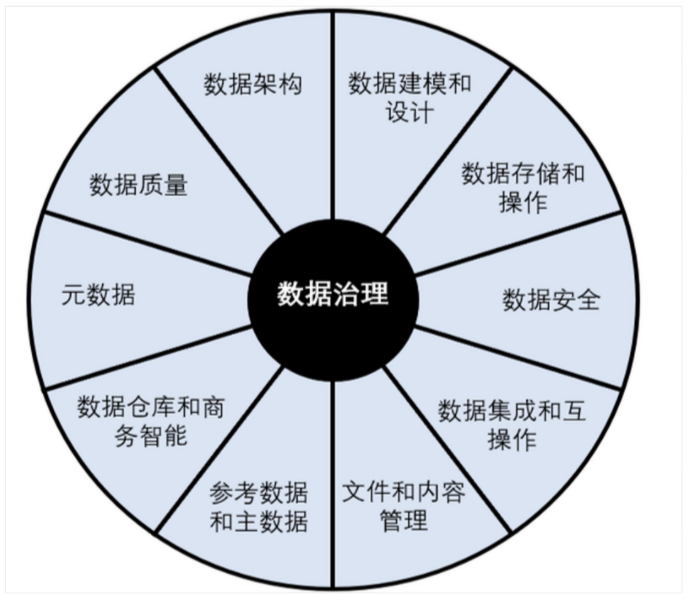 数据架构
数据建模和
设计
数据存储和
操作
数据安全
数据集成和互
操作
文件和内容
管理
参考数据
和主数据
数据仓库和商
务智能
元数据
数据质量
数据治理